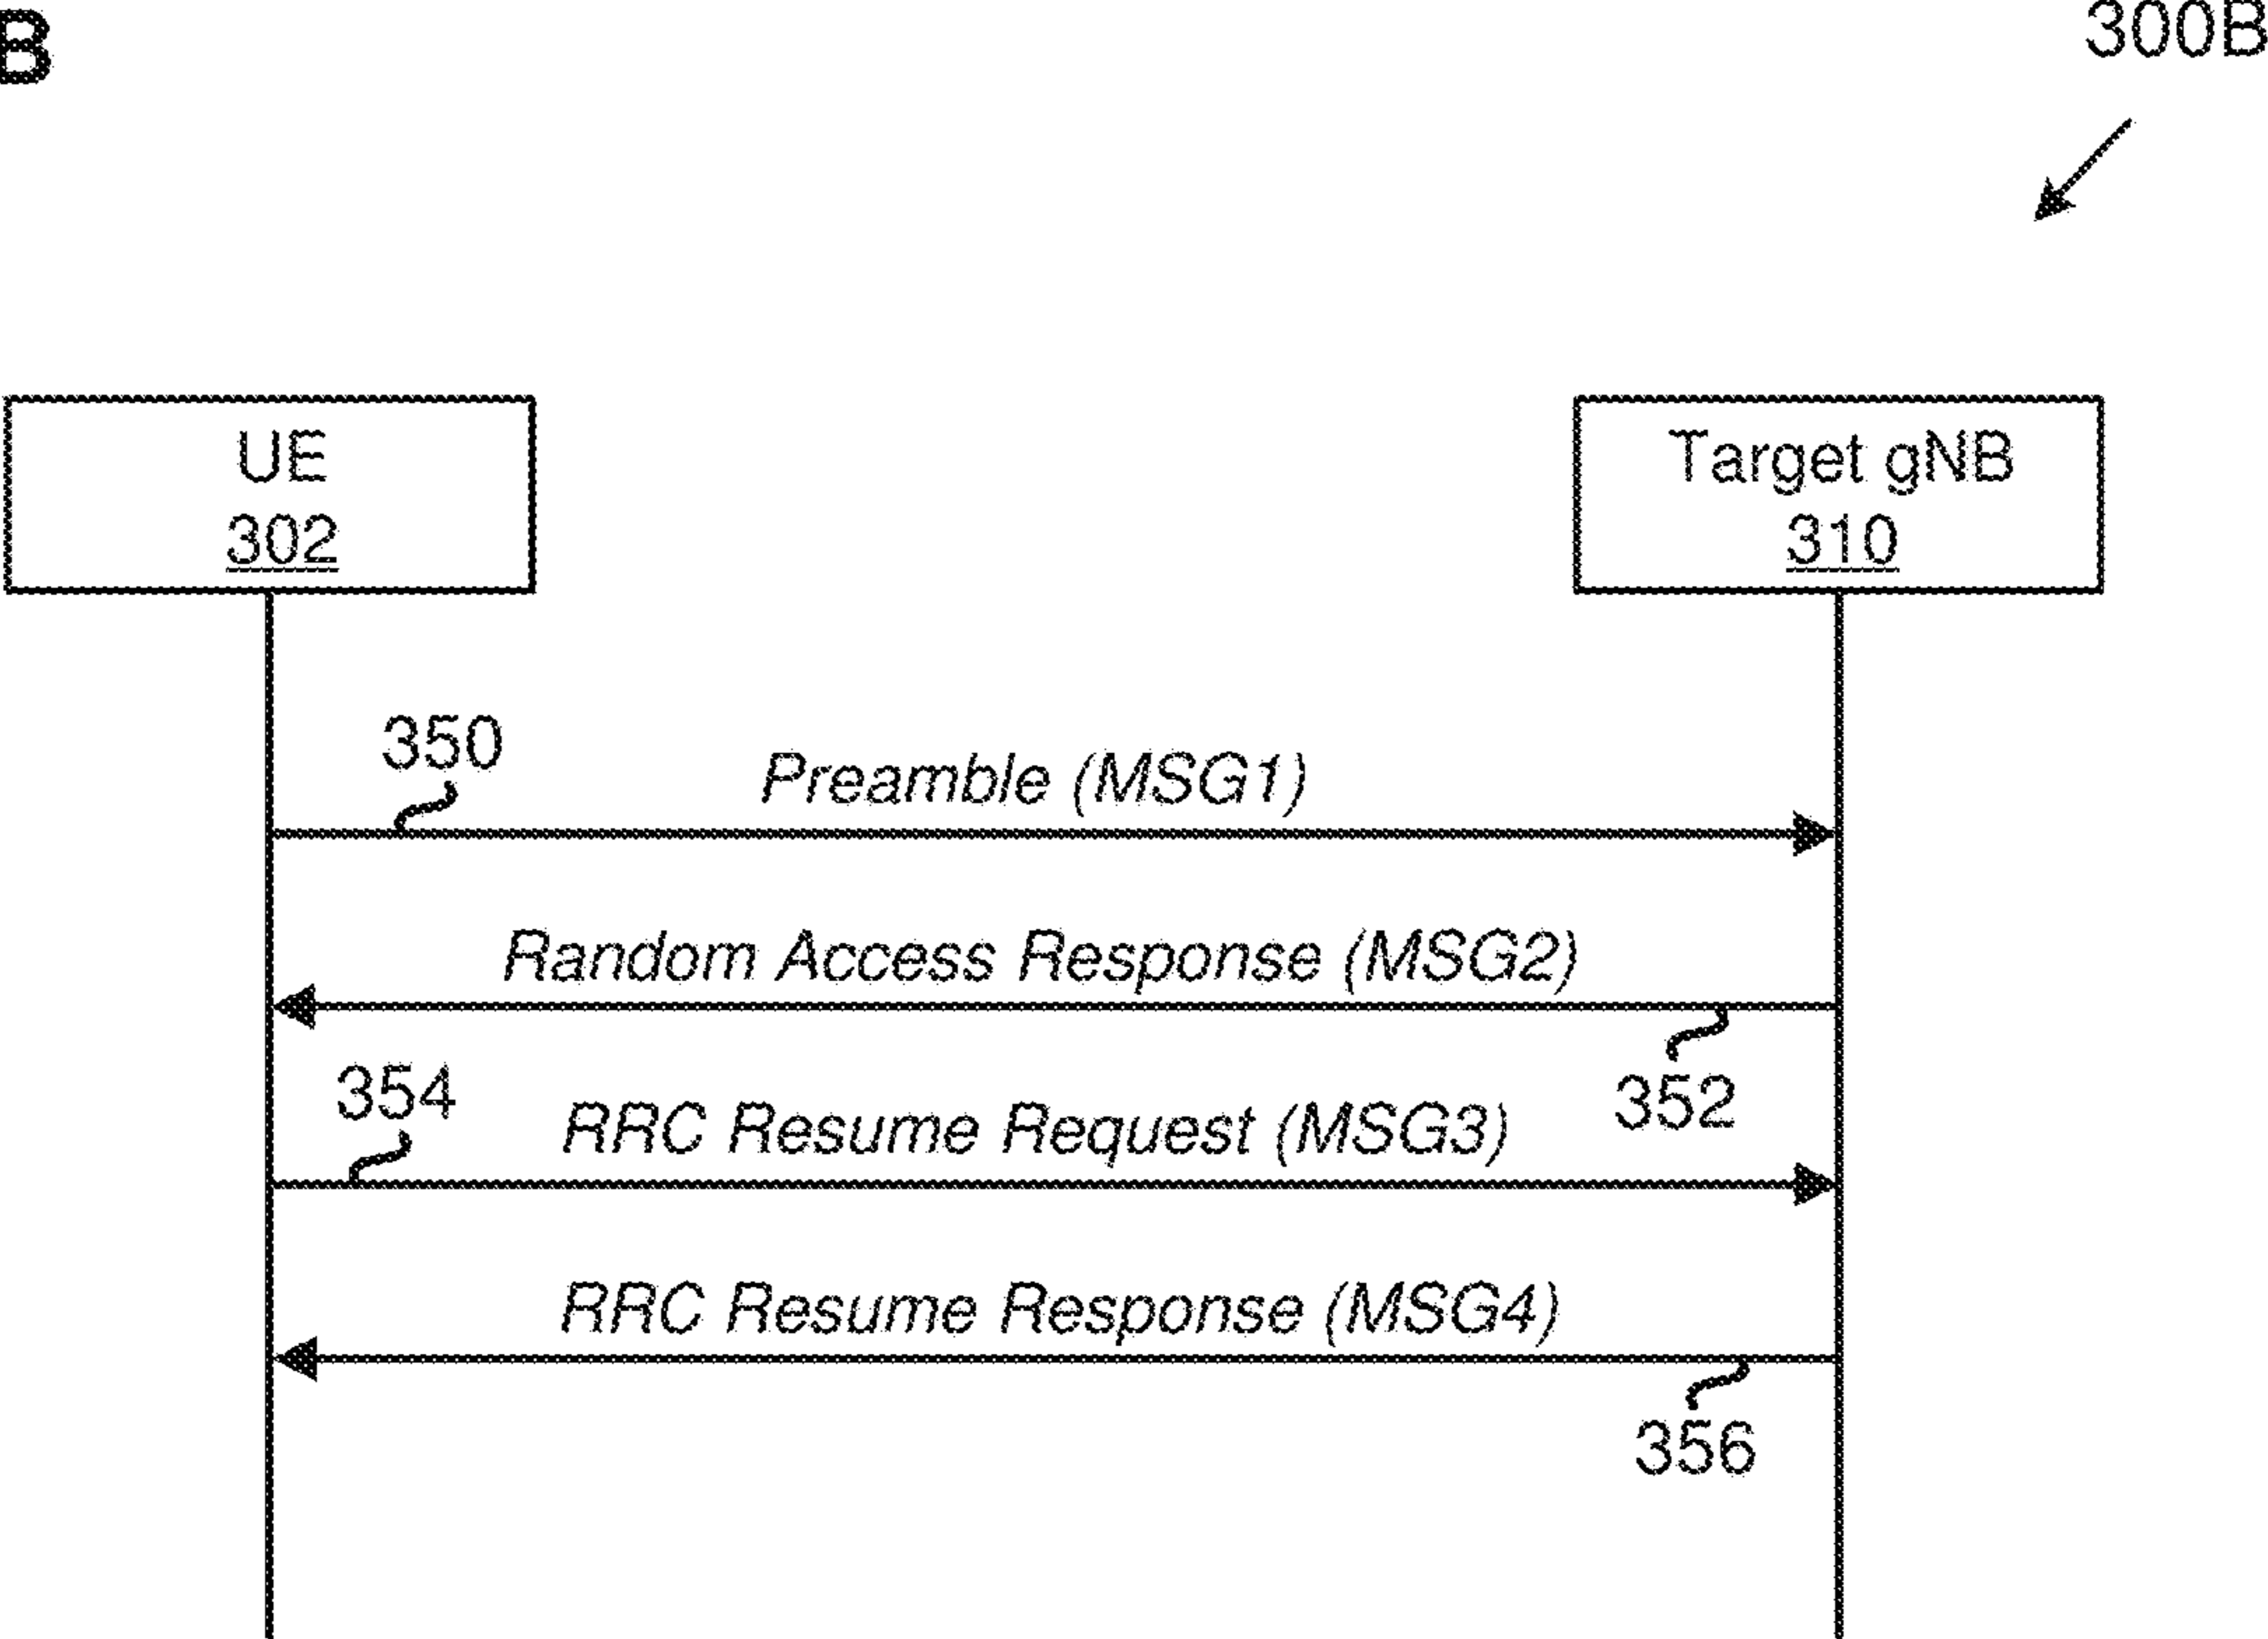 B
300B
UE
302
Target gNB
310
350
Preamble (MSG1)
Random Access Response (MSG2)
352
354
RRC Resume Request (MSG3)
RRC Resume Response (MSG4)
356